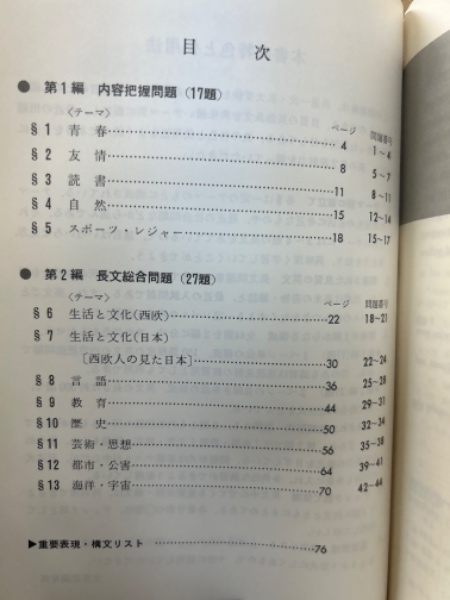 目 次
● 第1編 内容把握問題(17題)
〈テーマ〉 ページ 問題番号
§1 青春 4 1~4
§2 友情 8 5~7
§3 読書 11 8~11
§4 自然 15 12~14
§5 スポーツ・レジャー 18 15~17
● 第2編 長文総合問題(27題)
〈テーマ〉 ページ 問題番号
§6 生活と文化(西欧) 22 18~21
§7 生活と文化(日本)
〔西欧人の見た日本〕 30 22~24
§8 言語 36 25~28
§9 教育 44 29~31
§10 歴史 50 32~34
§11 芸術・思想 56 35~38
§12 都市・公害 64 39~41
§13 海洋・宇宙 70 42~44
▶重要表現・構文リスト 76